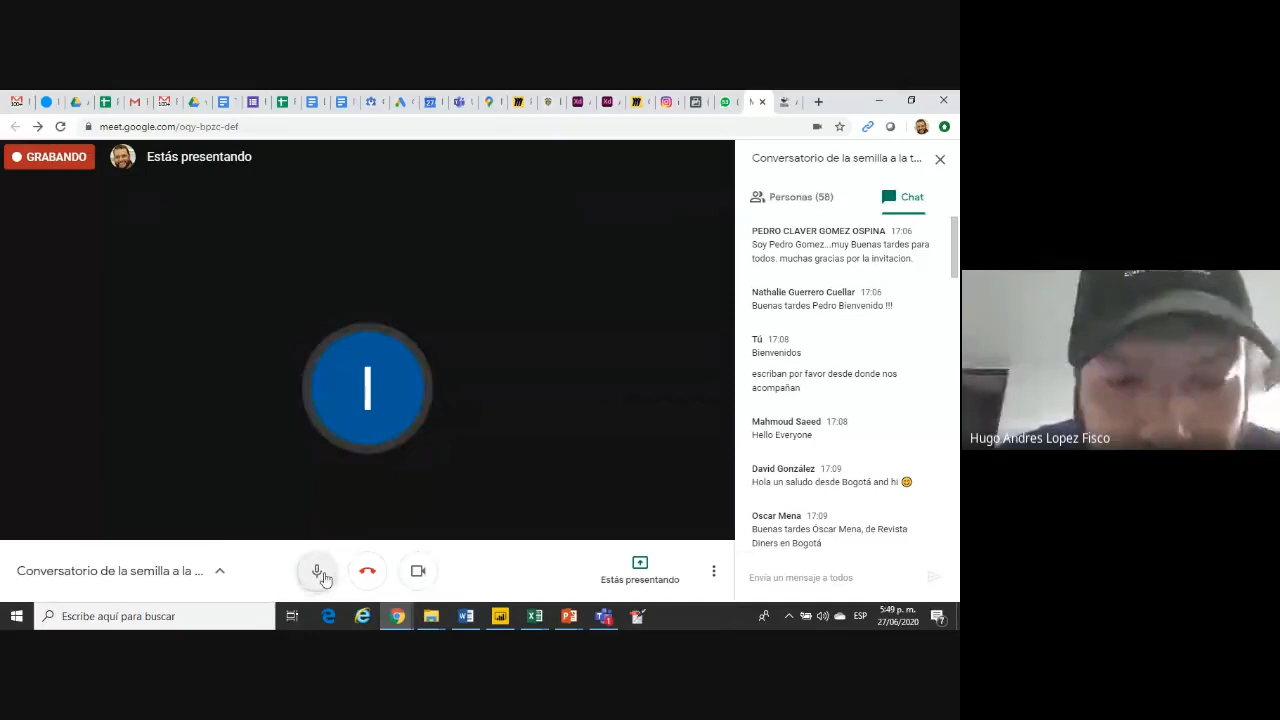 meet.google.com/oqy-bpzc-def
GRABANDO
Estás presentando
I
Conversatorio de la semilla a la t...
Personas (58)
Chat
PEDRO CLAVER GOMEZ OSPINA 17:06
Soy Pedro Gomez...muy Buenas tardes para
todos. muchas gracias por la invitacion.
Nathalie Guerrero Cuellar 17:06
Buenas tardes Pedro Bienvenido !!!
Tú 17:08
Bienvenidos
escriban por favor desde donde nos
acompañan
Mahmoud Saeed 17:08
Hello Everyone
David González 17:09
Hola un saludo desde Bogotá and hi
Oscar Mena 17:09
Buenas tardes Óscar Mena, de Revista
Diners en Bogotá
Envía un mensaje a todos
Conversatorio de la semilla a la ...
Estás presentando
Escribe aquí para buscar
ESP
5:49 p. m.
27/06/2020
Hugo Andres Lopez Fisco